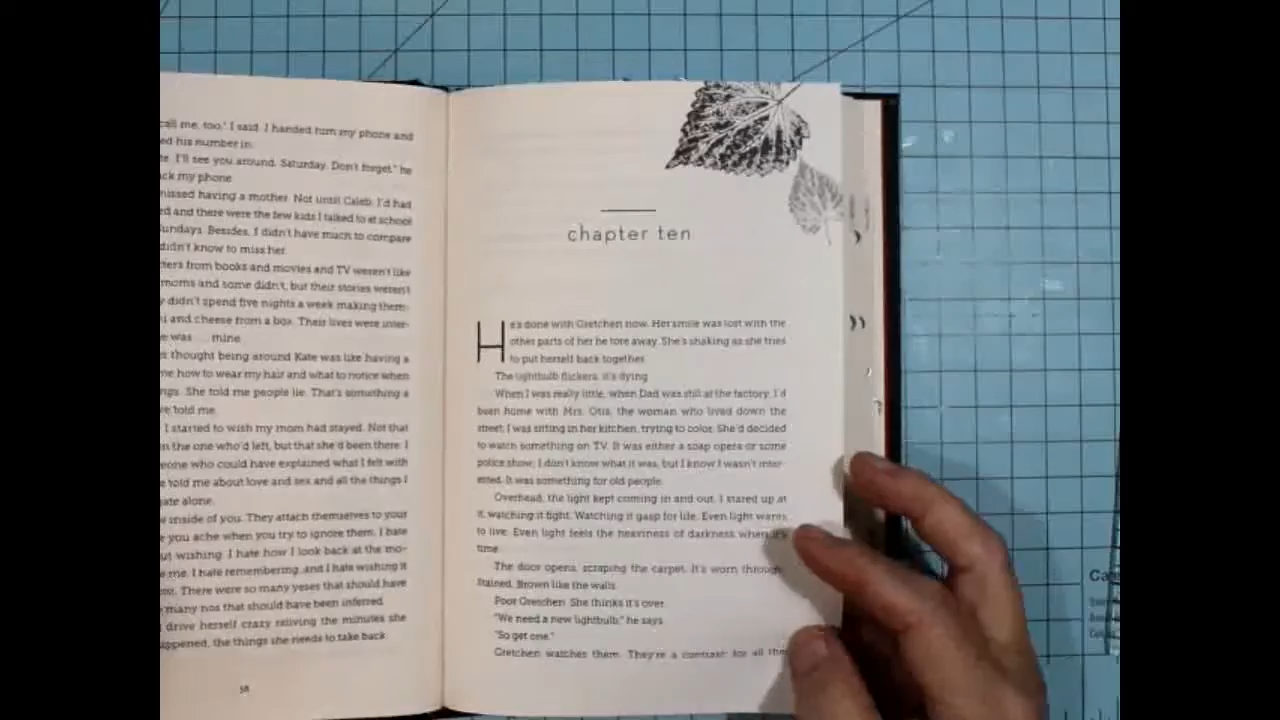 call me, too," I said. I handed him my phone and
ed his number in.
te. I'll see you around. Saturday. Don't forget," he
ck my phone.
missed having a mother. Not until Caleb. I'd had
ed and there were the few kids I talked to at school
undays. Besides, I didn't have much to compare
didn't know to miss her.
ters from books and movies and TV weren't like
moms and some didn't, but their stories weren't
y didn't spend five nights a week making them-
i and cheese from a box. Their lives were inter-
e was . . . mine.
s thought being around Kate was like having a
me how to wear my hair and what to notice when
ngs. She told me people lie. That's something a
ve told me.
I started to wish my mom had stayed. Not that
n the one who'd left, but that she'd been there. I
eone who could have explained what I felt with
e told me about love and sex and all the things I
ate alone.
inside of you. They attach themselves to your
e you ache when you try to ignore them. I hate
ut wishing. I hate how I look back at the mo-
e me. I hate remembering, and I hate wishing it
There were so many yeses that should have
many nos that should have been inferred.
drive herself crazy reliving the minutes she
appened, the things she needs to take back
58
chapter ten
He's done with Gretchen now. Her smile was lost with the
other parts of her he tore away. She's shaking as she tries
to put herself back together.
The lightbulb flickers. It's dying.
When I was really little, when Dad was still at the factory, I'd
been home with Mrs. Otis, the woman who lived down the
street. I was sitting in her kitchen, trying to color. She'd decided
to watch something on TV. It was either a soap opera or some
police show; I don't know what it was, but I know I wasn't inter-
ested. It was something for old people.
Overhead, the light kept coming in and out. I stared up at
it, watching it fight. Watching it gasp for life. Even light wants
to live. Even light feels the heaviness of darkness when it's
time.
The door opens, scraping the carpet. It's worn through.
Stained. Brown like the walls.
Poor Gretchen. She thinks it's over.
"We need a new lightbulb," he says.
"So get one."
Gretchen watches them. They're a contrast: for all the